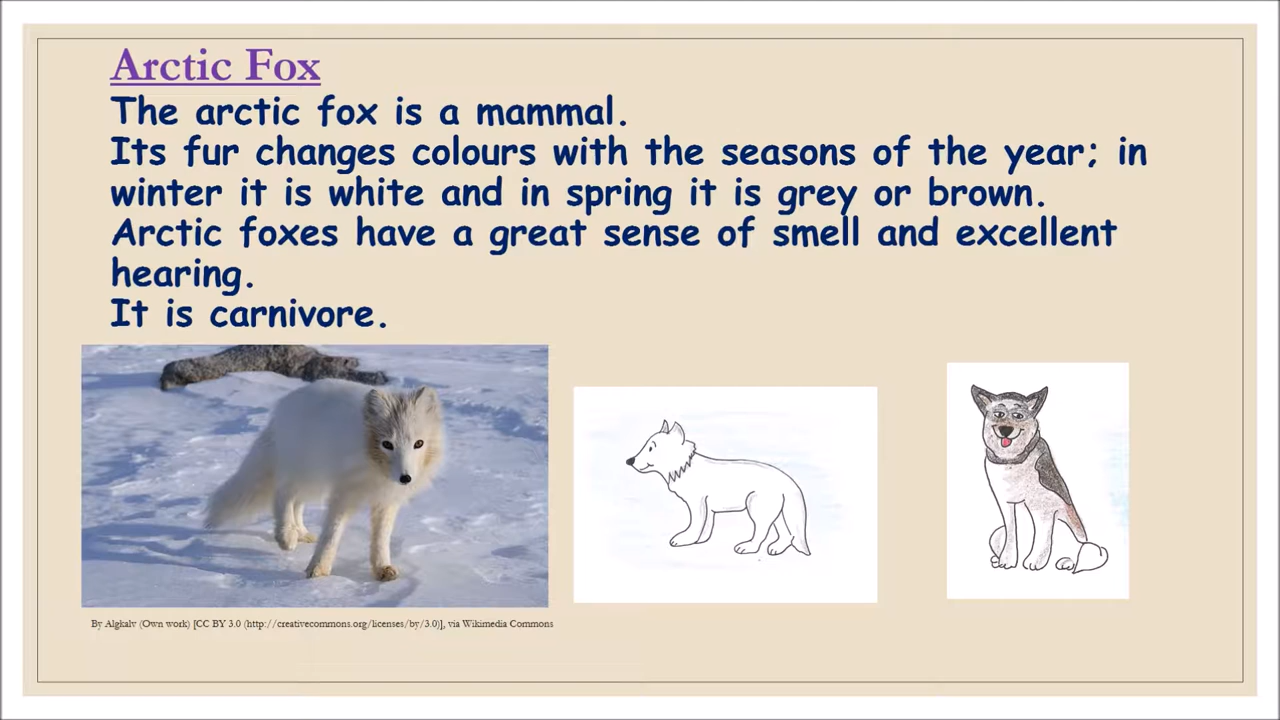 Arctic Fox
The arctic fox is a mammal.
Its fur changes colours with the seasons of the year; in
winter it is white and in spring it is grey or brown.
Arctic foxes have a great sense of smell and excellent
hearing.
It is carnivore.
By Algkalv (Own work) [CC BY 3.0 (http://creativecommons.org/licenses/by/3.0)], via Wikimedia Commons